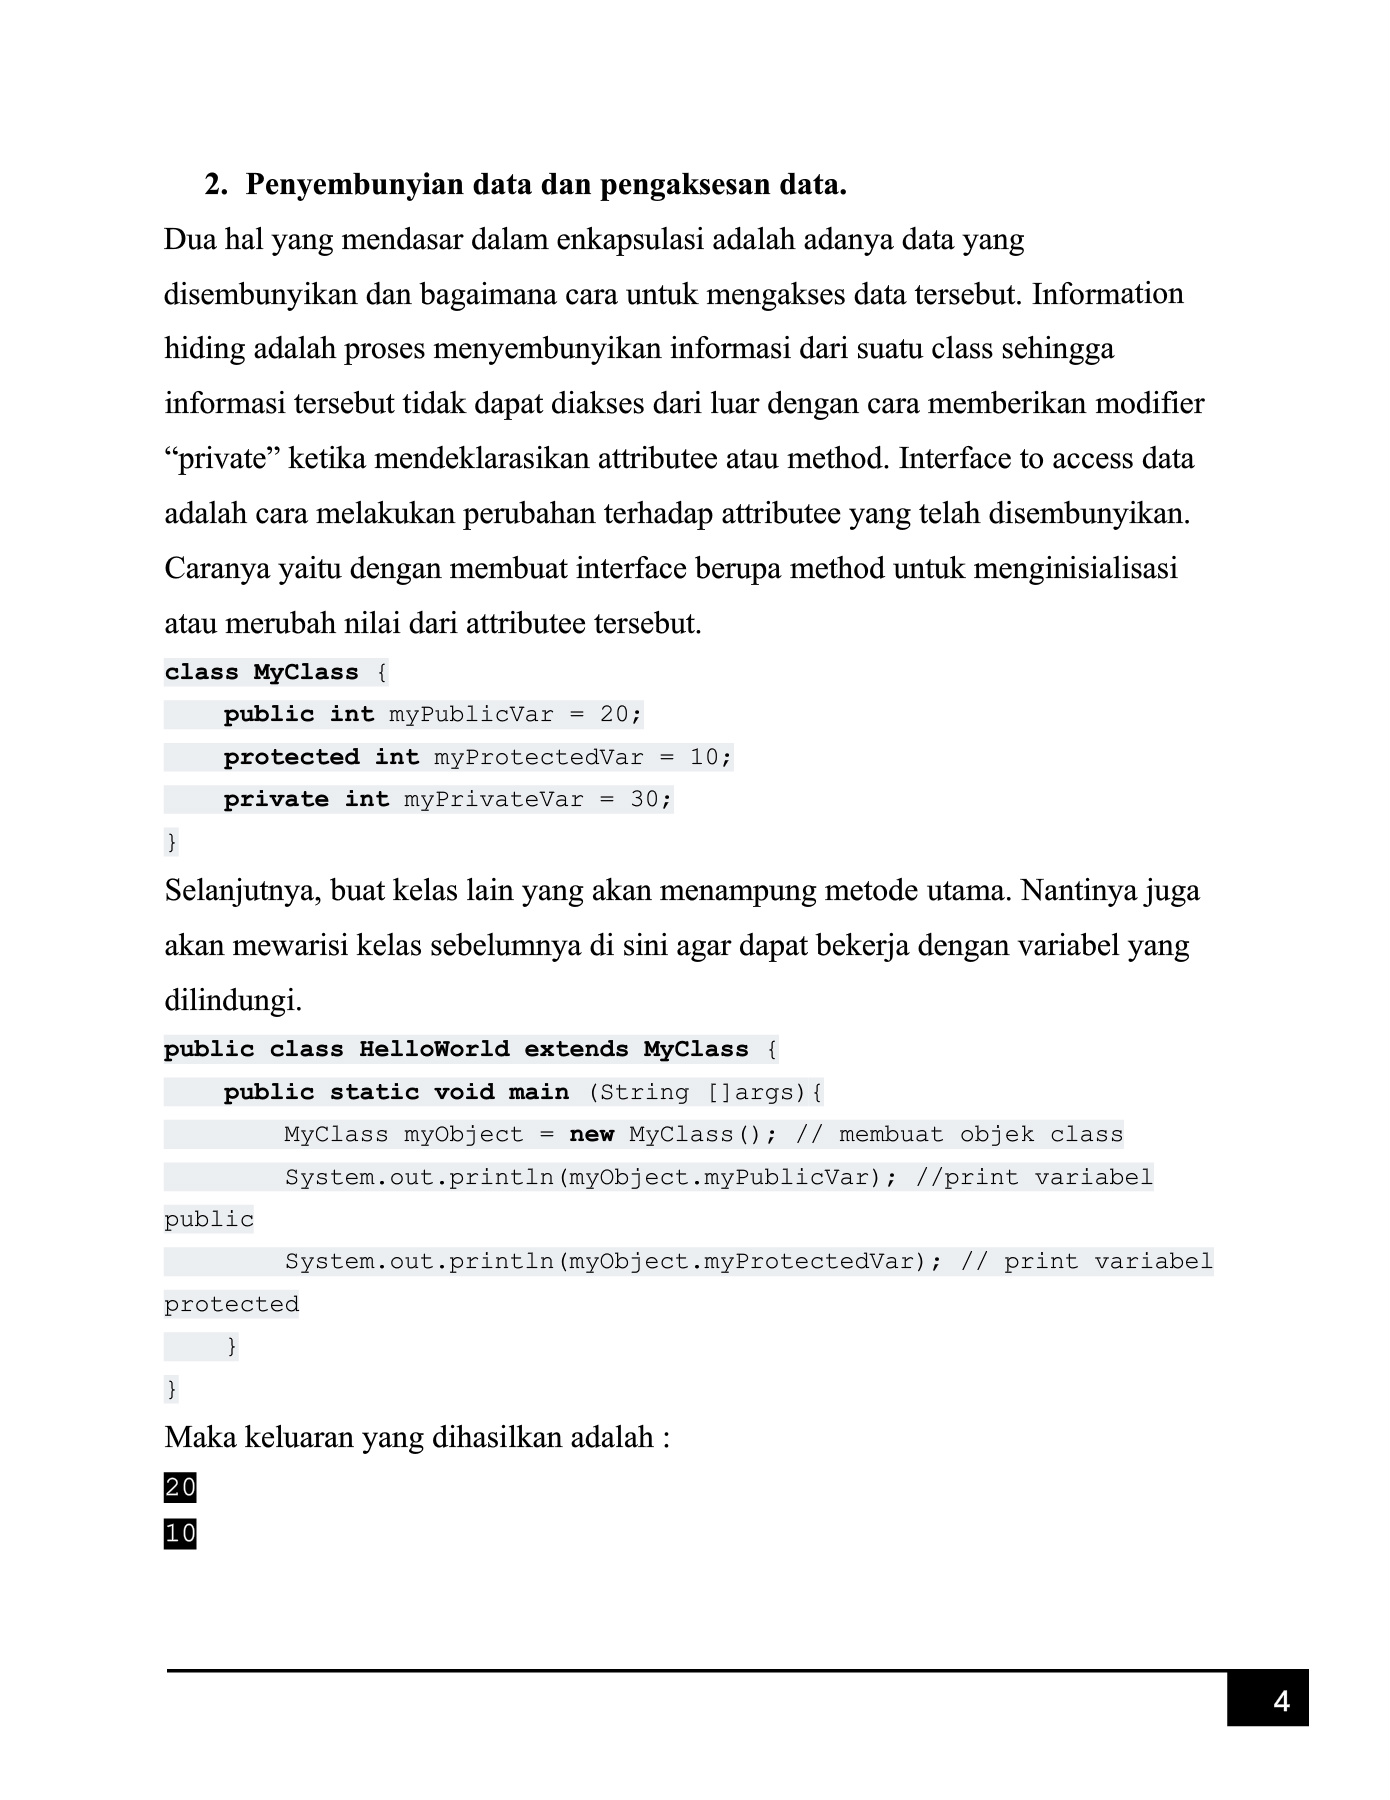 2. Penyembunyian data dan pengaksesan data.
Dua hal yang mendasar dalam enkapsulasi adalah adanya data yang
disembunyikan dan bagaimana cara untuk mengakses data tersebut. Information
hiding adalah proses menyembunyikan informasi dari suatu class sehingga
informasi tersebut tidak dapat diakses dari luar dengan cara memberikan modifier
“private” ketika mendeklarasikan attributee atau method. Interface to access data
adalah cara melakukan perubahan terhadap attributee yang telah disembunyikan.
Caranya yaitu dengan membuat interface berupa method untuk menginisialisasi
atau merubah nilai dari attributee tersebut.
class MyClass {
    public int myPublicVar = 20;
    protected int myProtectedVar = 10;
    private int myPrivateVar = 30;
}
Selanjutnya, buat kelas lain yang akan menampung metode utama. Nantinya juga
akan mewarisi kelas sebelumnya di sini agar dapat bekerja dengan variabel yang
dilindungi.
public class HelloWorld extends MyClass {
    public static void main (String []args){
        MyClass myObject = new MyClass(); // membuat objek class
        System.out.println(myObject.myPublicVar); //print variabel
public
        System.out.println(myObject.myProtectedVar); // print variabel
protected
    }
}
Maka keluaran yang dihasilkan adalah :
20
10
4